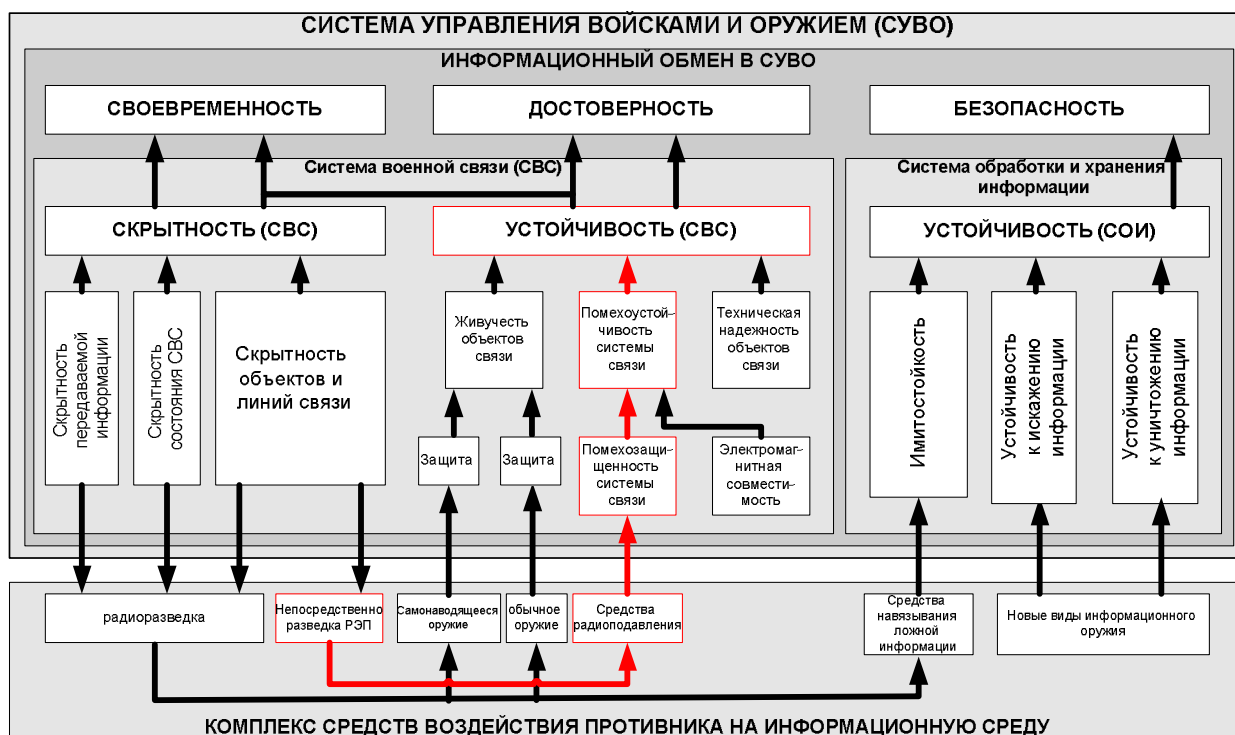 СИСТЕМА УПРАВЛЕНИЯ ВОЙСКАМИ И ОРУЖИЕМ (СУВО)
ИНФОРМАЦИОННЫЙ ОБМЕН В СУВО
СВОЕВРЕМЕННОСТЬ
ДОСТОВЕРНОСТЬ
БЕЗОПАСНОСТЬ
Система военной связи (СВС)
Система обработки и хранения
информации
СКРЫТНОСТЬ (СВС)
УСТОЙЧИВОСТЬ (СВС)
УСТОЙЧИВОСТЬ (СОИ)
Скрытность
передаваемой
информации
Скрытность
состояния СВС
Скрытность
объектов и
линий связи
Живучесть
объектов
связи
Помехоустой-
чивость
системы
связи
Техническая
надежность
объектов
связи
Защита
Защита
Помехозащи-
щенность
системы
связи
Электромаг-
нитная
совмести-
мость
Имитостойкость
Устойчивость
к искажению
информации
Устойчивость
к уничтожению
информации
радиоразведка
Непосредственно
разведка РЭП
Самонаводящееся
оружие
обычное
оружие
Средства
радиоподавления
Средства
навязывания
ложной
информации
Новые виды информационного
оружия
КОМПЛЕКС СРЕДСТВ ВОЗДЕЙСТВИЯ ПРОТИВНИКА НА ИНФОРМАЦИОННУЮ СРЕДУ